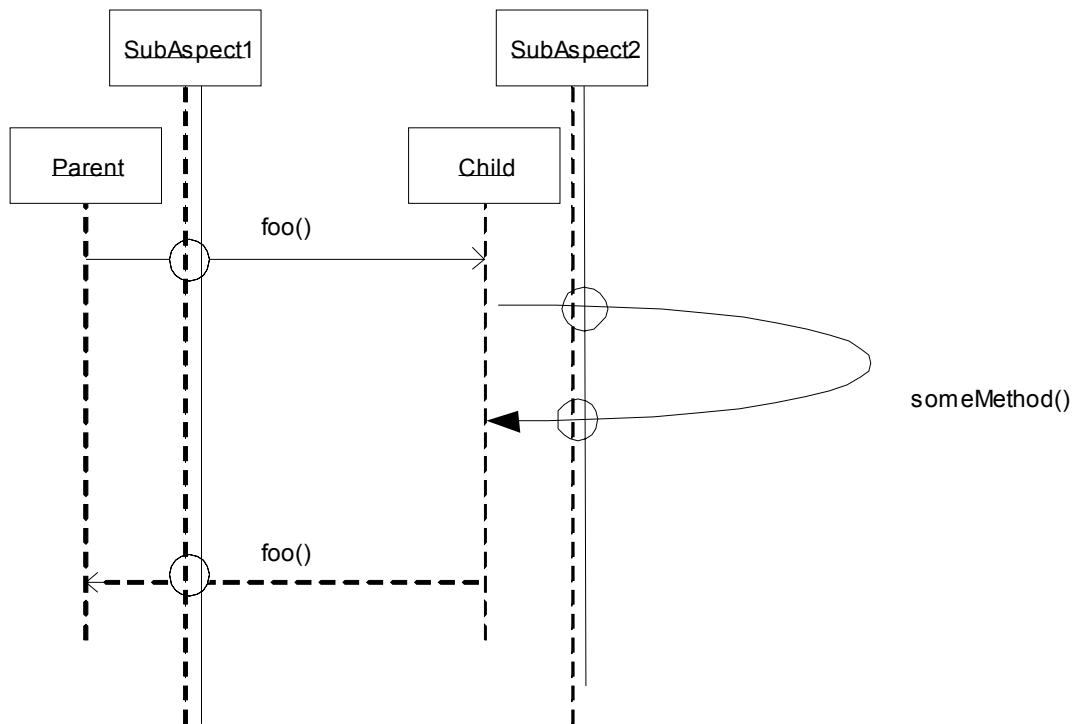 SubAspect1
SubAspect2
Parent
Child
foo()
someMethod()
foo()